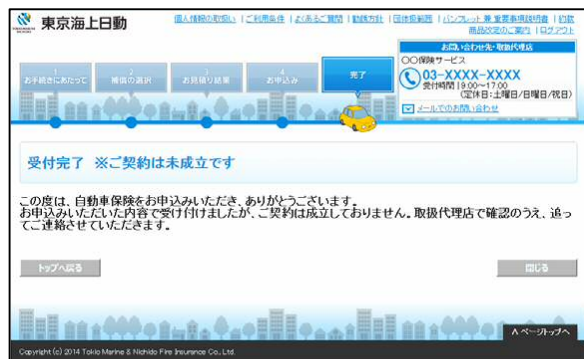 東京海上日動
個人情報の取扱い | ご利用条件 | よくあるご質問 | 勧誘方針 | 団体扱範囲 | パンフレット 兼 重要事項説明書 | 約款
商品改定のご案内 | ログアウト
お問い合わせ先・取扱代理店
〇〇保険サービス
03-XXXX-XXXX
受付時間 | 9:00～17:00
(定休日：土曜日/日曜日/祝日)
メールでのお問い合わせ
お手続きにあたって
2
補償の選択
3
お見積り結果
4
お申込み
完了
受付完了 ※ご契約は未成立です
この度は、自動車保険をお申込みいただき、ありがとうございます。
お申込みいただいた内容で受け付けましたが、ご契約は成立しておりません。取扱代理店で確認のうえ、追っ
てご連絡させていただきます。
トップへ戻る
閉じる
∧ ページトップへ
Copyright (c) 2014 Tokio Marine & Nichido Fire Insurance Co., Ltd.